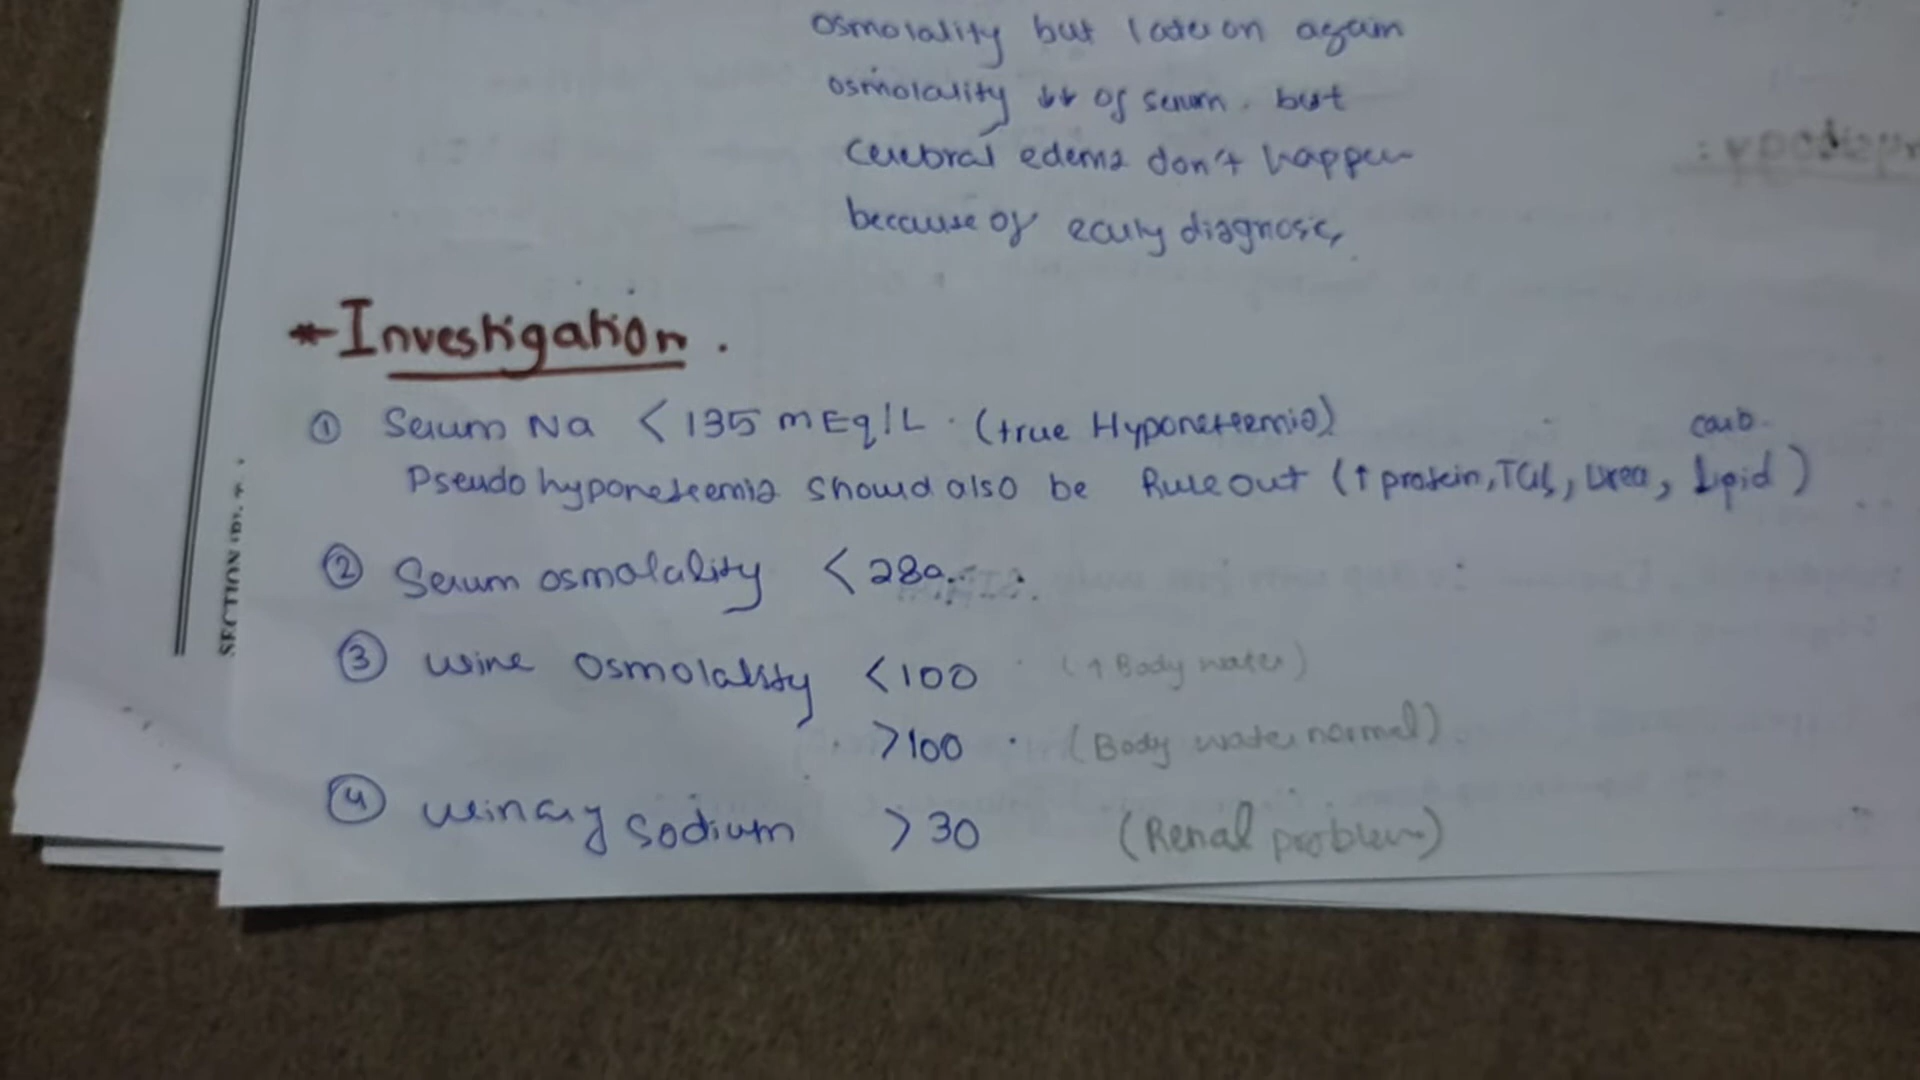 osmolality but later on again
osmolality ↓↓ of serum. but
cerebral edema don't happen
because of early diagnosis,
*Investigation.
① Serum Na <135 mEq/L. (true Hyponatremia)
carb.
Pseudo hyponatremia should also be Rule out (↑ protein, TGs, urea, Lipid)
② Serum osmolality <280.
③ urine osmolality <100 (↑ Body water)
>100 (Body water normal)
④ urinary sodium >30 (Renal problem)
SECTION